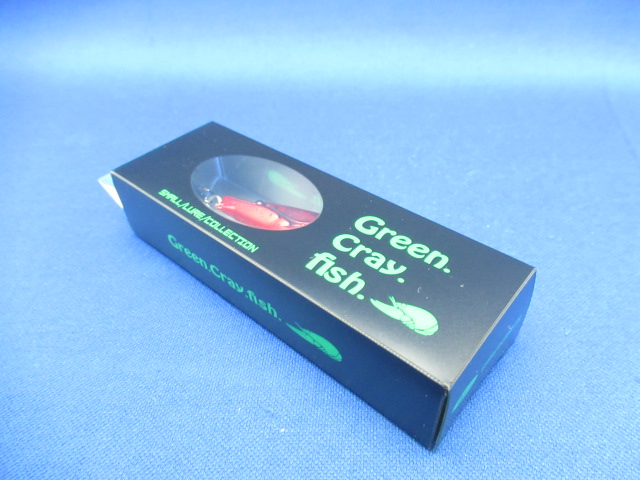 SMALL/LURE/COLLECTION
Green.
Cray.
fish.
Green.Cray.fish.